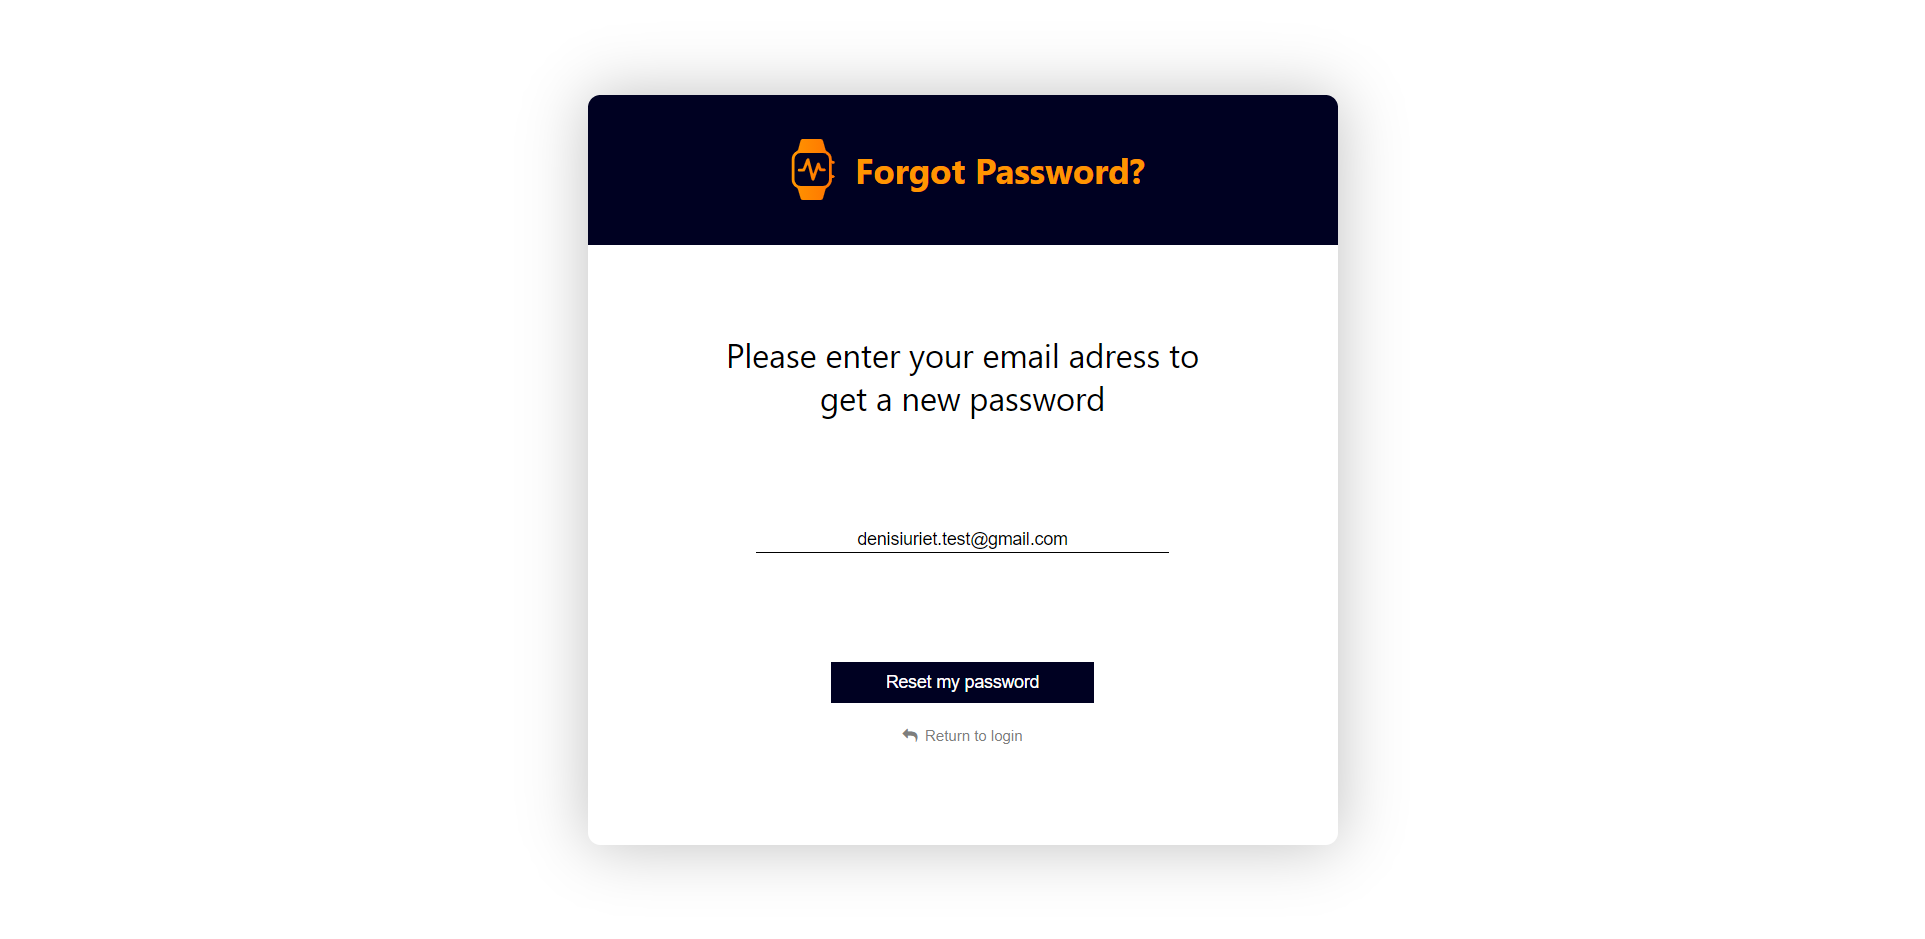 Forgot Password?
Please enter your email adress to
get a new password
denisiuriet.test@gmail.com
Reset my password
Return to login